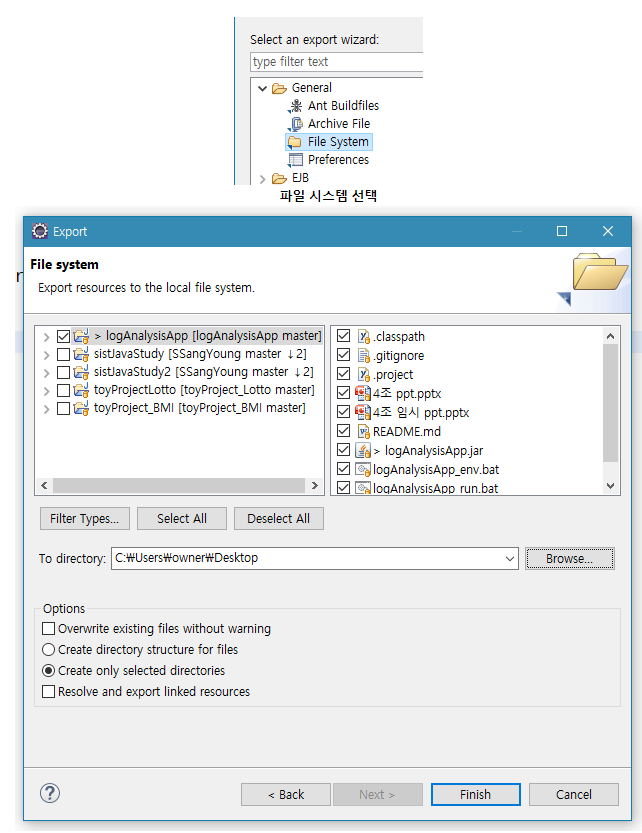 Select an export wizard:
type filter text
General
Ant Buildfiles
Archive File
File System
Preferences
EJB
파일 시스템 선택
Export
File system
Export resources to the local file system.
> logAnalysisApp [logAnalysisApp master]
sistJavaStudy [SSangYoung master ↓2]
sistJavaStudy2 [SSangYoung master ↓2]
toyProjectLotto [toyProject_Lotto master]
toyProject_BMI [toyProject_BMI master]
.classpath
.gitignore
.project
4조 ppt.pptx
4조 임시 ppt.pptx
README.md
> logAnalysisApp.jar
logAnalysisApp_env.bat
logAnalysisApp_run.bat
Filter Types...
Select All
Deselect All
To directory: C:₩Users₩owner₩Desktop
Browse...
Options
Overwrite existing files without warning
Create directory structure for files
Create only selected directories
Resolve and export linked resources
?
< Back
Next >
Finish
Cancel